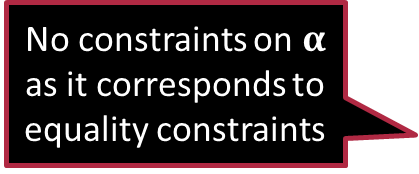 No constraints on α
as it corresponds to
equality constraints